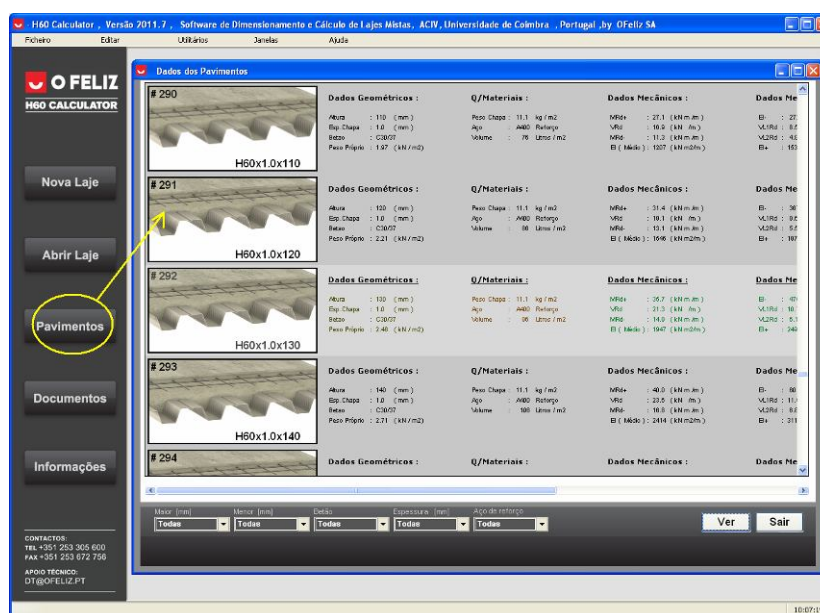 H60 Calculator , Versão 2011.7 , Software de Dimensionamento e Cálculo de Lajes Mistas, ACIV, Universidade de Coimbra , Portugal ,by OFeliz SA
Ficheiro Editar Utilitários Janelas Ajuda
O FELIZ
H60 CALCULATOR
Nova Laje
Abrir Laje
Pavimentos
Documentos
Informações
CONTACTOS:
TEL +351 253 305 600
FAX +351 253 672 756
APOIO TÉCNICO:
DT@OFELIZ.PT
Dados dos Pavimentos
# 290
H60x1.0x110
Dados Geométricos : Q/Materiais : Dados Mecânicos : Dados Me
Altura : 110 (mm) Peso Chapa : 11.1 kg / m2 MRd+ : 27.1 (kN m /m)
Esp.Chapa : 1.0 (mm) Aço : A400 Reforço VRd : 16.9 (kN /m)
Betao : C30/37 Volume : 76 Litros / m2 MRd- : 11.3 (kN m /m)
Peso Próprio : 1.97 (kN / m2) EI ( Médio ) : 1207 (kN m2/m)
# 291
H60x1.0x120
Dados Geométricos : Q/Materiais : Dados Mecânicos : Dados Me
Altura : 120 (mm) Peso Chapa : 11.1 kg / m2 MRd+ : 31.4 (kN m /m)
Esp.Chapa : 1.0 (mm) Aço : A400 Reforço VRd : 19.1 (kN /m)
Betao : C30/37 Volume : 86 Litros / m2 MRd- : 13.1 (kN m /m)
Peso Próprio : 2.21 (kN / m2) EI ( Médio ) : 1546 (kN m2/m)
# 292
H60x1.0x130
Dados Geométricos : Q/Materiais : Dados Mecânicos : Dados Me
Altura : 130 (mm) Peso Chapa : 11.1 kg / m2 MRd+ : 35.7 (kN m /m)
Esp.Chapa : 1.0 (mm) Aço : A400 Reforço VRd : 21.3 (kN /m)
Betao : C30/37 Volume : 96 Litros / m2 MRd- : 14.9 (kN m /m)
Peso Próprio : 2.46 (kN / m2) EI ( Médio ) : 1947 (kN m2/m)
# 293
H60x1.0x140
Dados Geométricos : Q/Materiais : Dados Mecânicos : Dados Me
Altura : 140 (mm) Peso Chapa : 11.1 kg / m2 MRd+ : 40.0 (kN m /m)
Esp.Chapa : 1.0 (mm) Aço : A400 Reforço VRd : 23.5 (kN /m)
Betao : C30/37 Volume : 106 Litros / m2 MRd- : 16.8 (kN m /m)
Peso Próprio : 2.71 (kN / m2) EI ( Médio ) : 2414 (kN m2/m)
# 294
Dados Geométricos : Q/Materiais : Dados Mecânicos : Dados Me
Maior [mm] Menor [mm] Betão Espessura [mm] Aço de reforço
Todas Todas Todas Todas Todas
Ver Sair